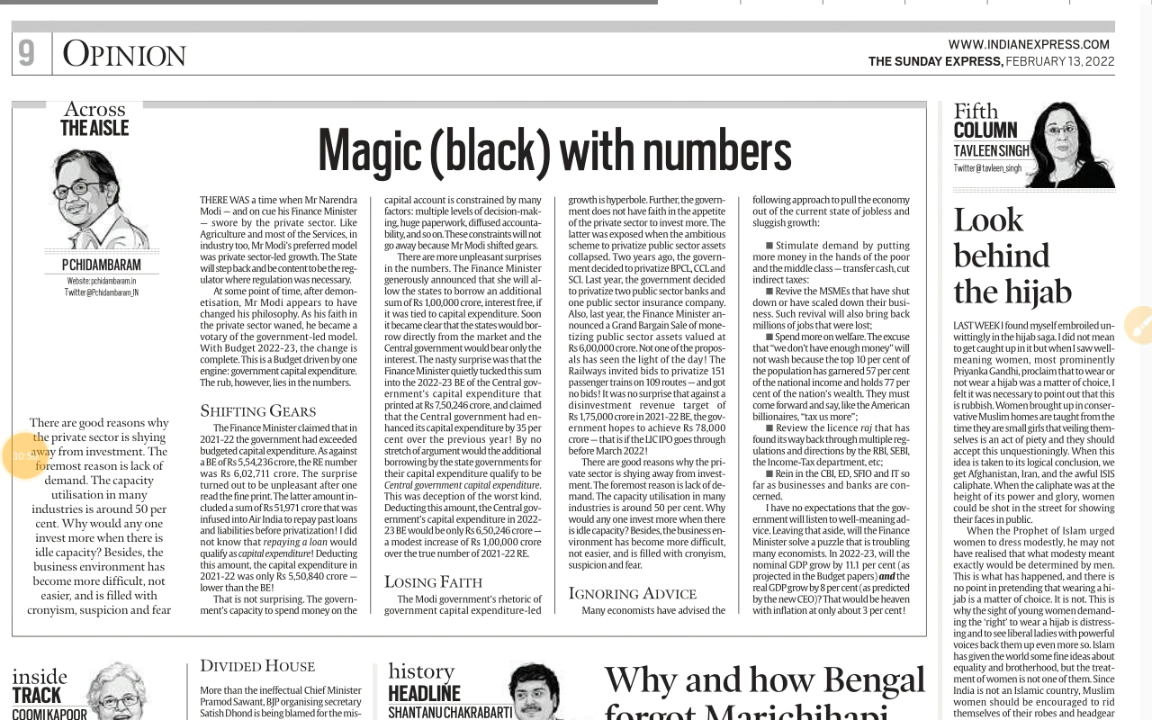 9
OPINION
WWW.INDIANEXPRESS.COM
THE SUNDAY EXPRESS, FEBRUARY 13, 2022
Across
THE AISLE
P CHIDAMBARAM
Website: pchidambaram.in
Twitter @Pchidambaram_IN
There are good reasons why
the private sector is shying
away from investment. The
foremost reason is lack of
demand. The capacity
utilisation in many
industries is around 50 per
cent. Why would any one
invest more when there is
idle capacity? Besides, the
business environment has
become more difficult, not
easier, and is filled with
cronyism, suspicion and fear
Magic (black) with numbers
THERE WAS a time when Mr Narendra
Modi — and on cue his Finance Minister
— swore by the private sector. Like
Agriculture and most of the Services, in
industry too, Mr Modi's preferred model
was private sector-led growth. The State
will step back and be content to be the reg-
ulator where regulation was necessary.
At some point of time, after demon-
etisation, Mr Modi appears to have
changed his philosophy. As his faith in
the private sector waned, he became a
votary of the government-led model.
With Budget 2022-23, the change is
complete. This is a Budget driven by one
engine: government capital expenditure.
The rub, however, lies in the numbers.
SHIFTING GEARS
The Finance Minister claimed that in
2021-22 the government had exceeded
budgeted capital expenditure. As against
a BE of Rs 5,54,236 crore, the RE number
was Rs 6,02,711 crore. The surprise
turned out to be unpleasant after one
read the fine print. The latter amount in-
cluded a sum of Rs 51,971 crore that was
infused into Air India to repay past loans
and liabilities before privatization! I did
not know that repaying a loan would
qualify as capital expenditure! Deducting
this amount, the capital expenditure in
2021-22 was only Rs 5,50,840 crore —
lower than the BE!
That is not surprising. The govern-
ment's capacity to spend money on the
capital account is constrained by many
factors: multiple levels of decision-mak-
ing, huge paperwork, diffused accounta-
bility, and so on. These constraints will not
go away because Mr Modi shifted gears.
There are more unpleasant surprises
in the numbers. The Finance Minister
generously announced that she will al-
low the states to borrow an additional
sum of Rs 1,00,000 crore, interest free, if
it was tied to capital expenditure. Soon
it became clear that the states would bor-
row directly from the market and the
Central government would bear only the
interest. The nasty surprise was that the
Finance Minister quietly tucked this sum
into the 2022-23 BE of the Central gov-
ernment's capital expenditure that
printed at Rs 7,50,246 crore, and claimed
that the Central government had en-
hanced its capital expenditure by 35 per
cent over the previous year! By no
stretch of argument would the additional
borrowing by the state governments for
their capital expenditure qualify to be
Central government capital expenditure.
This was deception of the worst kind.
Deducting this amount, the Central gov-
ernment's capital expenditure in 2022-
23 BE would be only Rs 6,50,246 crore —
a modest increase of Rs 1,00,000 crore
over the true number of 2021-22 RE.
LOSING FAITH
The Modi government's rhetoric of
government capital expenditure-led
growth is hyperbole. Further, the govern-
ment does not have faith in the appetite
of the private sector to invest more. The
latter was exposed when the ambitious
scheme to privatize public sector assets
collapsed. Two years ago, the govern-
ment decided to privatize BPCL, CCL and
SCI. Last year, the government decided
to privatize two public sector banks and
one public sector insurance company.
Also, last year, the Finance Minister an-
nounced a Grand Bargain Sale of mone-
tizing public sector assets valued at
Rs 6,00,000 crore. Not one of the propos-
als has seen the light of the day! The
Railways invited bids to privatize 151
passenger trains on 109 routes — and got
no bids! It was no surprise that against a
disinvestment revenue target of
Rs 1,75,000 crore in 2021-22 BE, the gov-
ernment hopes to achieve Rs 78,000
crore — that is if the LIC IPO goes through
before March 2022!
There are good reasons why the pri-
vate sector is shying away from invest-
ment. The foremost reason is lack of de-
mand. The capacity utilisation in many
industries is around 50 per cent. Why
would any one invest more when there
is idle capacity? Besides, the business en-
vironment has become more difficult,
not easier, and is filled with cronyism,
suspicion and fear.
IGNORING ADVICE
Many economists have advised the
following approach to pull the economy
out of the current state of jobless and
sluggish growth:
■ Stimulate demand by putting
more money in the hands of the poor
and the middle class — transfer cash, cut
indirect taxes:
■ Revive the MSMEs that have shut
down or have scaled down their busi-
ness. Such revival will also bring back
millions of jobs that were lost;
■ Spend more on welfare. The excuse
that "we don't have enough money" will
not wash because the top 10 per cent of
the population has garnered 57 per cent
of the national income and holds 77 per
cent of the nation's wealth. They must
come forward and say, like the American
billionaires, "tax us more";
■ Review the licence raj that has
found its way back through multiple reg-
ulations and directions by the RBI, SEBI,
the Income-Tax department, etc;
■ Rein in the CBI, ED, SFIO and IT so
far as businesses and banks are con-
cerned.
I have no expectations that the gov-
ernment will listen to well-meaning ad-
vice. Leaving that aside, will the Finance
Minister solve a puzzle that is troubling
many economists. In 2022-23, will the
nominal GDP grow by 11.1 per cent (as
projected in the Budget papers) and the
real GDP grow by 8 per cent (as predicted
by the new CEO)? That would be heaven
with inflation at only about 3 per cent!
Fifth
COLUMN
TAVLEEN SINGH
Twitter@ tavleen_singh
Look
behind
the hijab
LAST WEEK I found myself embroiled un-
wittingly in the hijab saga. I did not mean
to get caught up in it but when I saw well-
meaning women, most prominently
Priyanka Gandhi, proclaim that to wear or
not wear a hijab was a matter of choice, I
felt it was necessary to point out that this
is rubbish. Women brought up in conser-
vative Muslim homes are taught from the
time they are small girls that veiling them-
selves is an act of piety and they should
accept this unquestioningly. When this
idea is taken to its logical conclusion, we
get Afghanistan, Iran, and the awful ISIS
caliphate. When the caliphate was at the
height of its power and glory, women
could be shot in the street for showing
their faces in public.
When the Prophet of Islam urged
women to dress modestly, he may not
have realised that what modesty meant
exactly would be determined by men.
This is what has happened, and there is
no point in pretending that wearing a hi-
jab is a matter of choice. It is not. This is
why the sight of young women demand-
ing the 'right' to wear a hijab is distress-
ing and to see liberal ladies with powerful
voices back them up even more so. Islam
has given the world some fine ideas about
equality and brotherhood, but the treat-
ment of women is not one of them. Since
India is not an Islamic country, Muslim
women should be encouraged to rid
themselves of their robes and headgear
inside
TRACK
COOMI KAPOOR
DIVIDED HOUSE
More than the ineffectual Chief Minister
Pramod Sawant, BJP organising secretary
Satish Dhond is being blamed for the mis-
history
HEADLINE
SHANTANU CHAKRABARTI
Why and how Bengal
forgot Marichjhapi